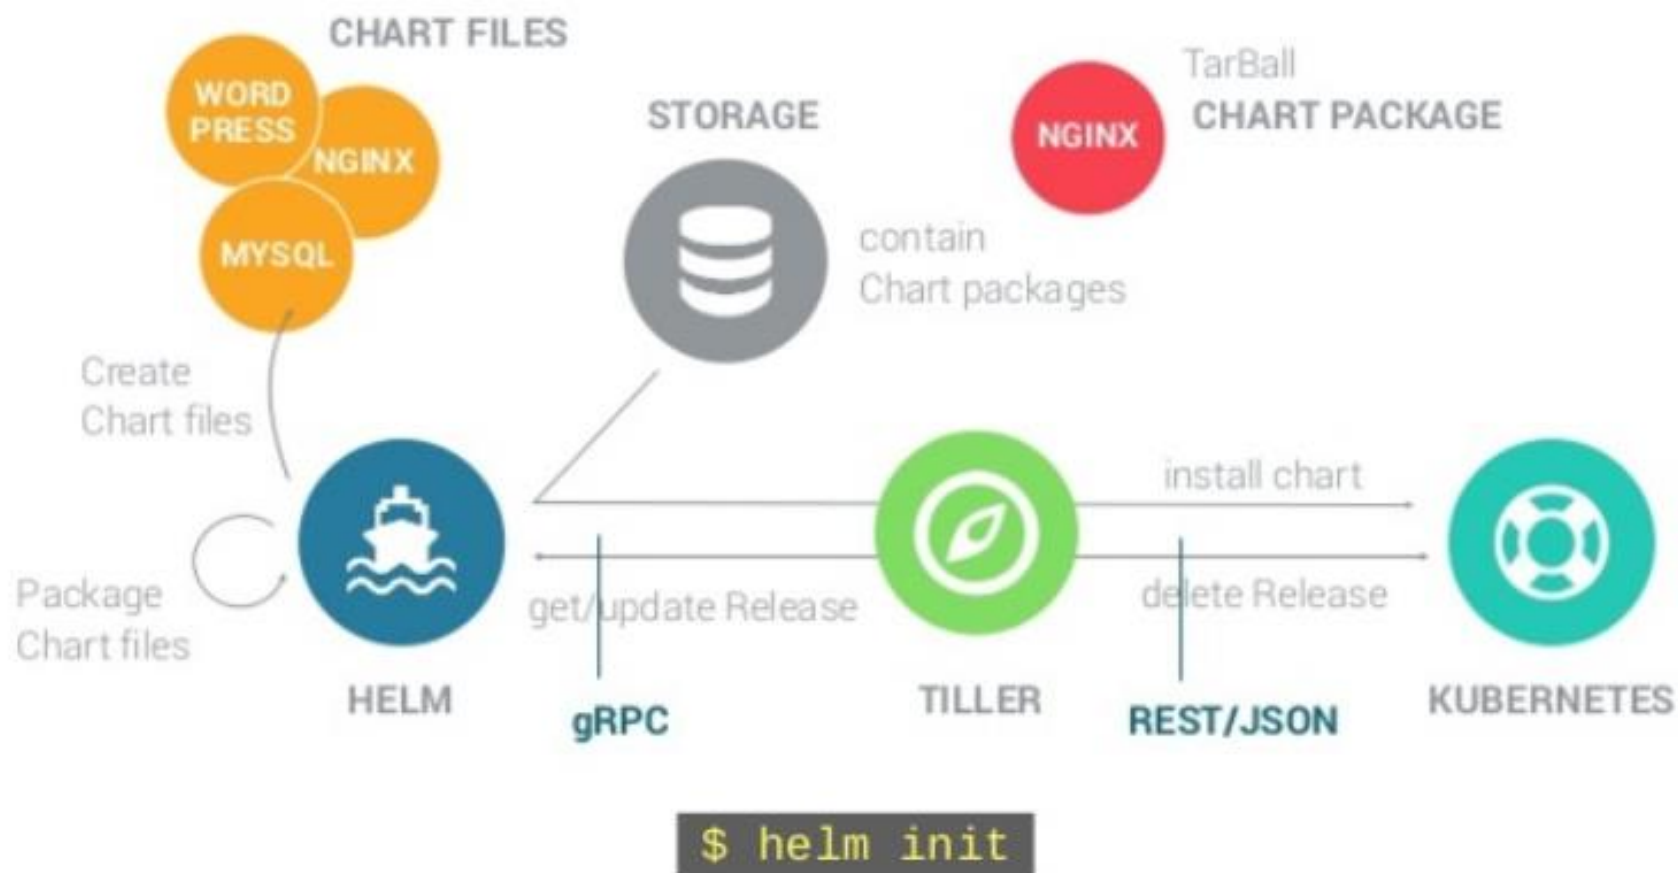 CHART FILES
WORD
PRESS
NGINX
MYSQL
STORAGE
contain
Chart packages
NGINX
TarBall
CHART PACKAGE
Create
Chart files
Package
Chart files
HELM
get/update Release
gRPC
TILLER
install chart
delete Release
REST/JSON
KUBERNETES
$ helm init